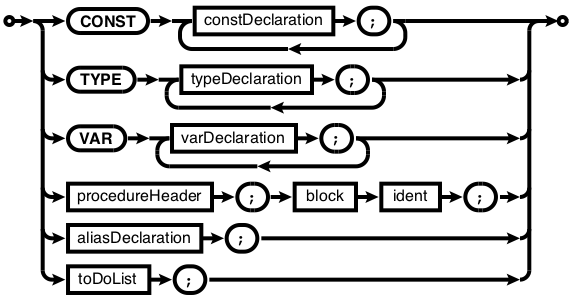 CONST constDeclaration ;
TYPE typeDeclaration ;
VAR varDeclaration ;
procedureHeader ; block ident ;
aliasDeclaration ;
toDoList ;